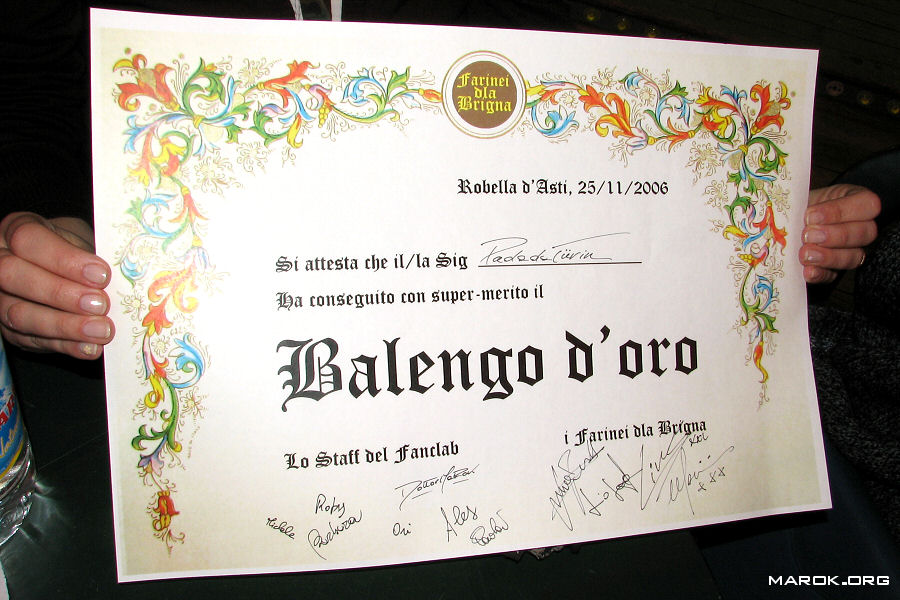 Farinei
dla
Brigna
Robella d'Asti, 25/11/2006
Si attesta che il/la Sig
Ha conseguito con super-merito il
Balengo d'oro
Lo Staff del Fanclab
i Farinei dla Brigna
Roby
Barbara
Ales
MAROK.ORG